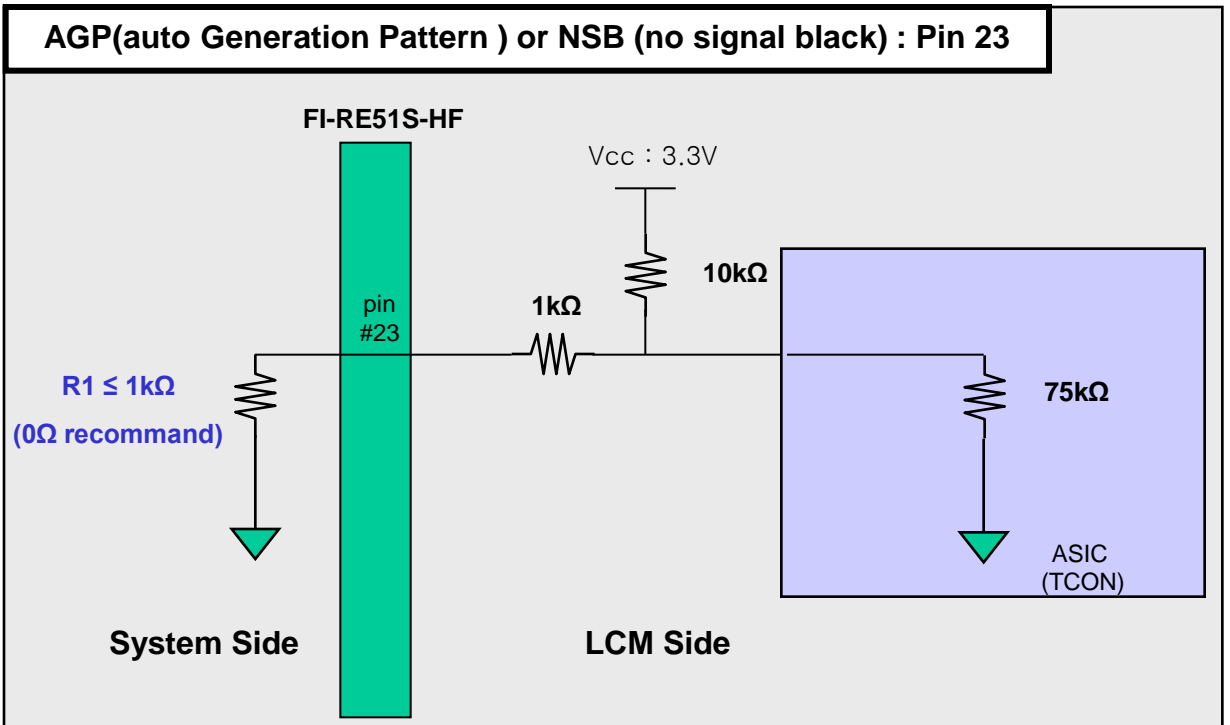 AGP(auto Generation Pattern ) or NSB (no signal black) : Pin 23
FI-RE51S-HF
Vcc : 3.3V
10kΩ
1kΩ
pin
#23
R1 ≤ 1kΩ
(0Ω recommand)
75kΩ
ASIC
(TCON)
System Side
LCM Side